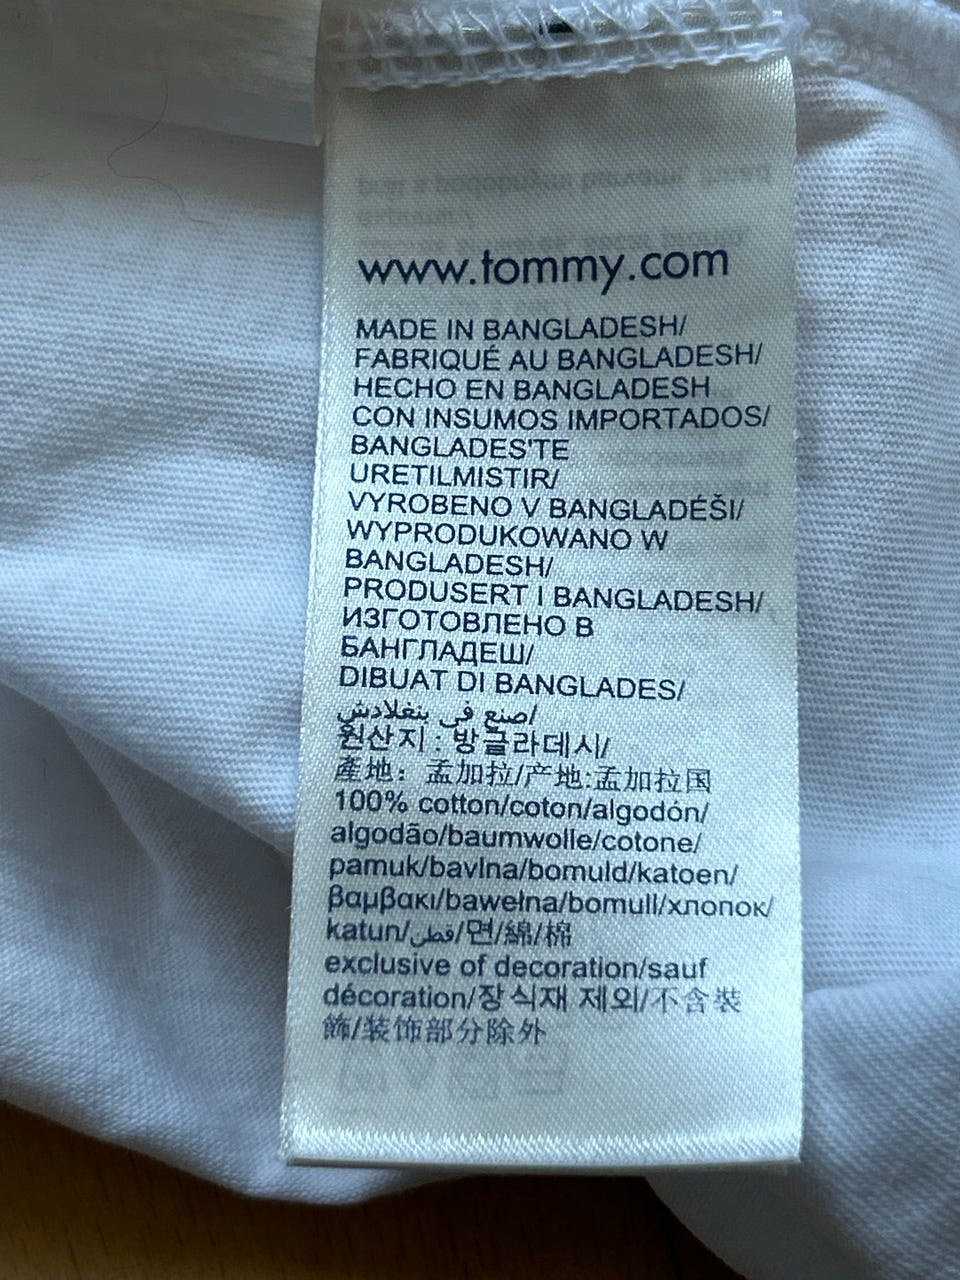 www.tommy.com
MADE IN BANGLADESH/
FABRIQUÉ AU BANGLADESH/
HECHO EN BANGLADESH
CON INSUMOS IMPORTADOS/
BANGLADES'TE
URETILMISTIR/
VYROBENO V BANGLADÉŠI/
WYPRODUKOWANO W
BANGLADESH/
PRODUSERT I BANGLADESH/
ИЗГОТОВЛЕНО В
БАНГЛАДЕШ/
DIBUAT DI BANGLADES/
صنع في بنغلادش/
원산지 : 방글라데시/
產地：孟加拉/产地:孟加拉国
100% cotton/coton/algodón/
algodão/baumwolle/cotone/
pamuk/bavlna/bomuld/katoen/
βαμβακι/bawełna/bomull/хлопок/
katun/قطن/면/綿/棉
exclusive of decoration/sauf
décoration/장식재 제외/不含裝
飾/装饰部分除外